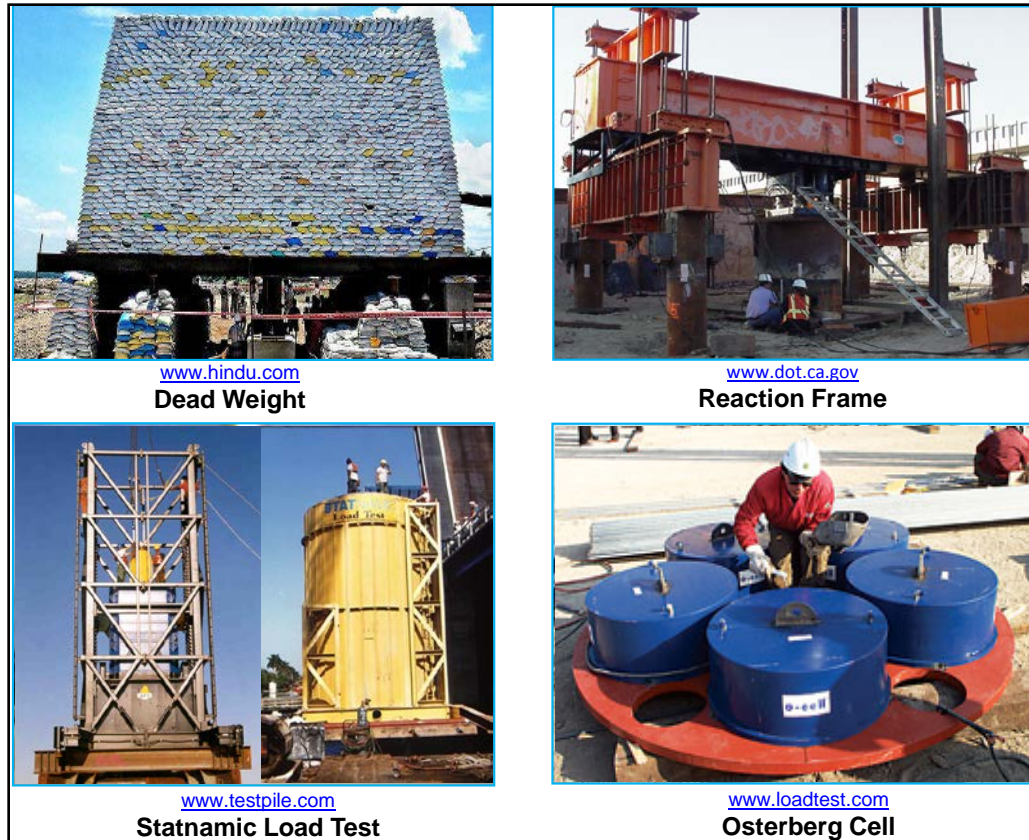 www.hindu.com
Dead Weight
www.dot.ca.gov
Reaction Frame
STAT
Load Test
o-cell
www.testpile.com
Statnamic Load Test
www.loadtest.com
Osterberg Cell